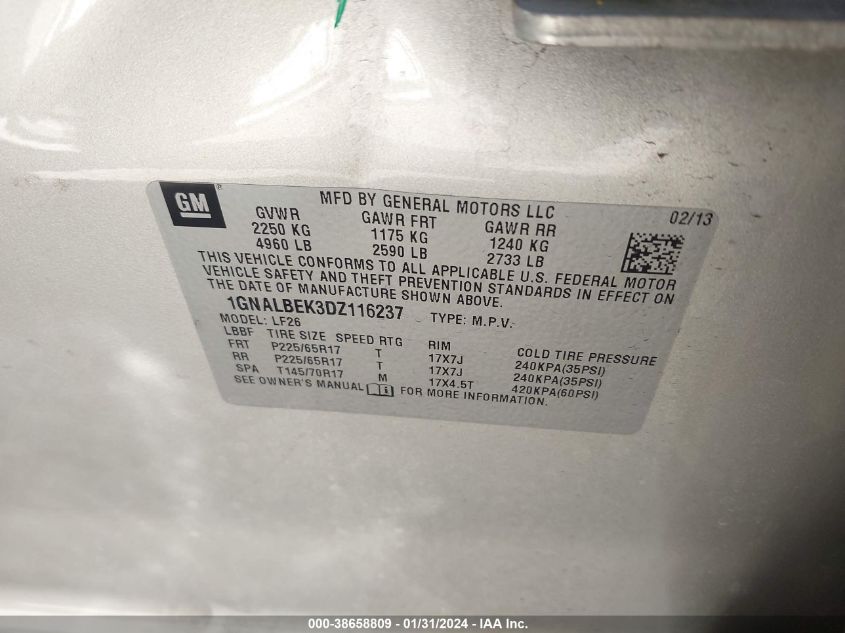 GM®
MFD BY GENERAL MOTORS LLC 02/13
GVWR GAWR FRT GAWR RR
2250 KG 1175 KG 1240 KG
4960 LB 2590 LB 2733 LB
THIS VEHICLE CONFORMS TO ALL APPLICABLE U.S. FEDERAL MOTOR
VEHICLE SAFETY AND THEFT PREVENTION STANDARDS IN EFFECT ON
THE DATE OF MANUFACTURE SHOWN ABOVE.
1GNALBEK3DZ116237 TYPE: M.P.V.
MODEL: LF26
LBBF TIRE SIZE SPEED RTG RIM COLD TIRE PRESSURE
FRT P225/65R17 T 17X7J 240KPA(35PSI)
RR P225/65R17 T 17X7J 240KPA(35PSI)
SPA T145/70R17 M 17X4.5T 420KPA(60PSI)
SEE OWNER'S MANUAL FOR MORE INFORMATION.
000-38658809 - 01/31/2024 - IAA Inc.